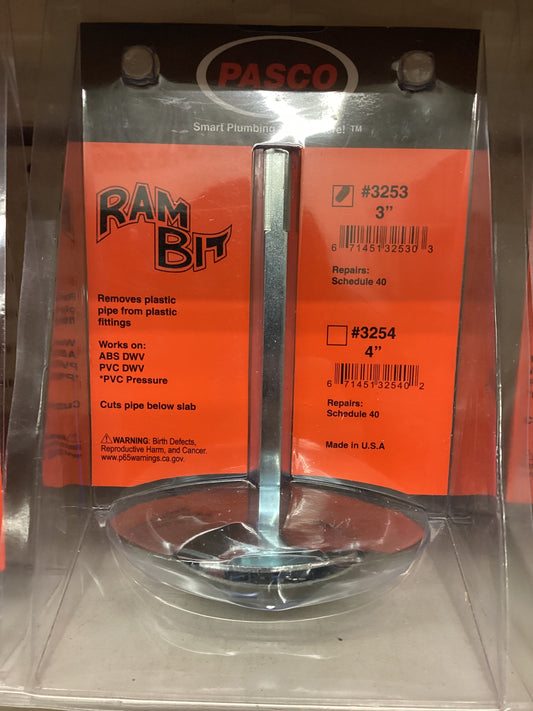 PASCO
Smart Plumbing
™
RAM
BIT
Removes plastic
pipe from plastic
fittings
Works on:
ABS DWV
PVC DWV
*PVC Pressure
Cuts pipe below slab
⚠WARNING: Birth Defects,
Reproductive Harm, and Cancer.
www.p65warnings.ca.gov.
#3253
3”
6 71451 32530 3
Repairs:
Schedule 40
#3254
4”
6 71451 32540 2
Repairs:
Schedule 40
Made in U.S.A